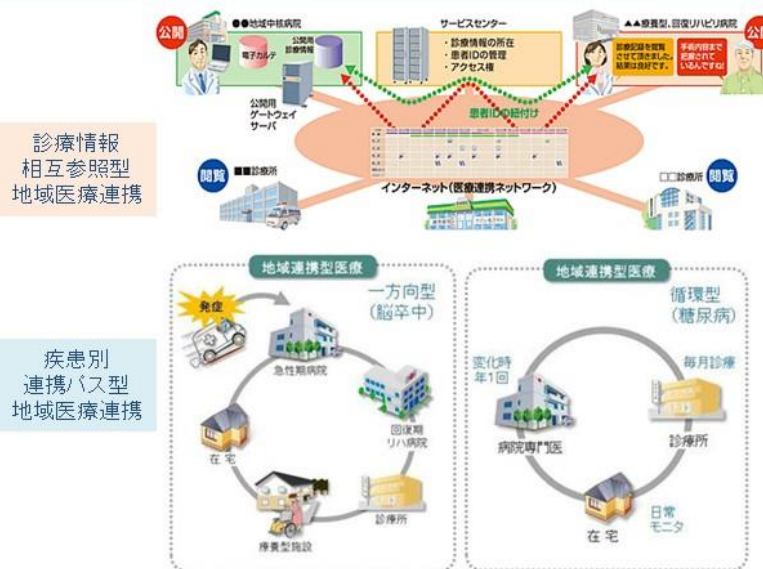 診療情報
相互参照型
地域医療連携
公開
●●地域中核病院
公開用
診療情報
電子カルテ
公開用
ゲートウェイ
サーバ
サービスセンター
・診療情報の所在
・患者IDの管理
・アクセス権
▲▲療養型、回復リハビリ病院
公開
診療記録を閲覧
させて頂きました。
結果は良好です。
手術内容まで
把握されて
いるんですね!
患者IDの紐付け
閲覧
■■診療所
インターネット(医療連携ネットワーク)
□□診療所
閲覧
疾患別
連携パス型
地域医療連携
地域連携型医療
一方向型
(脳卒中)
発症
急性期病院
回復期
リハ病院
診療所
療養型施設
在宅
地域連携型医療
循環型
(糖尿病)
変化時
年1回
毎月診療
病院専門医
診療所
日常
モニタ
在宅